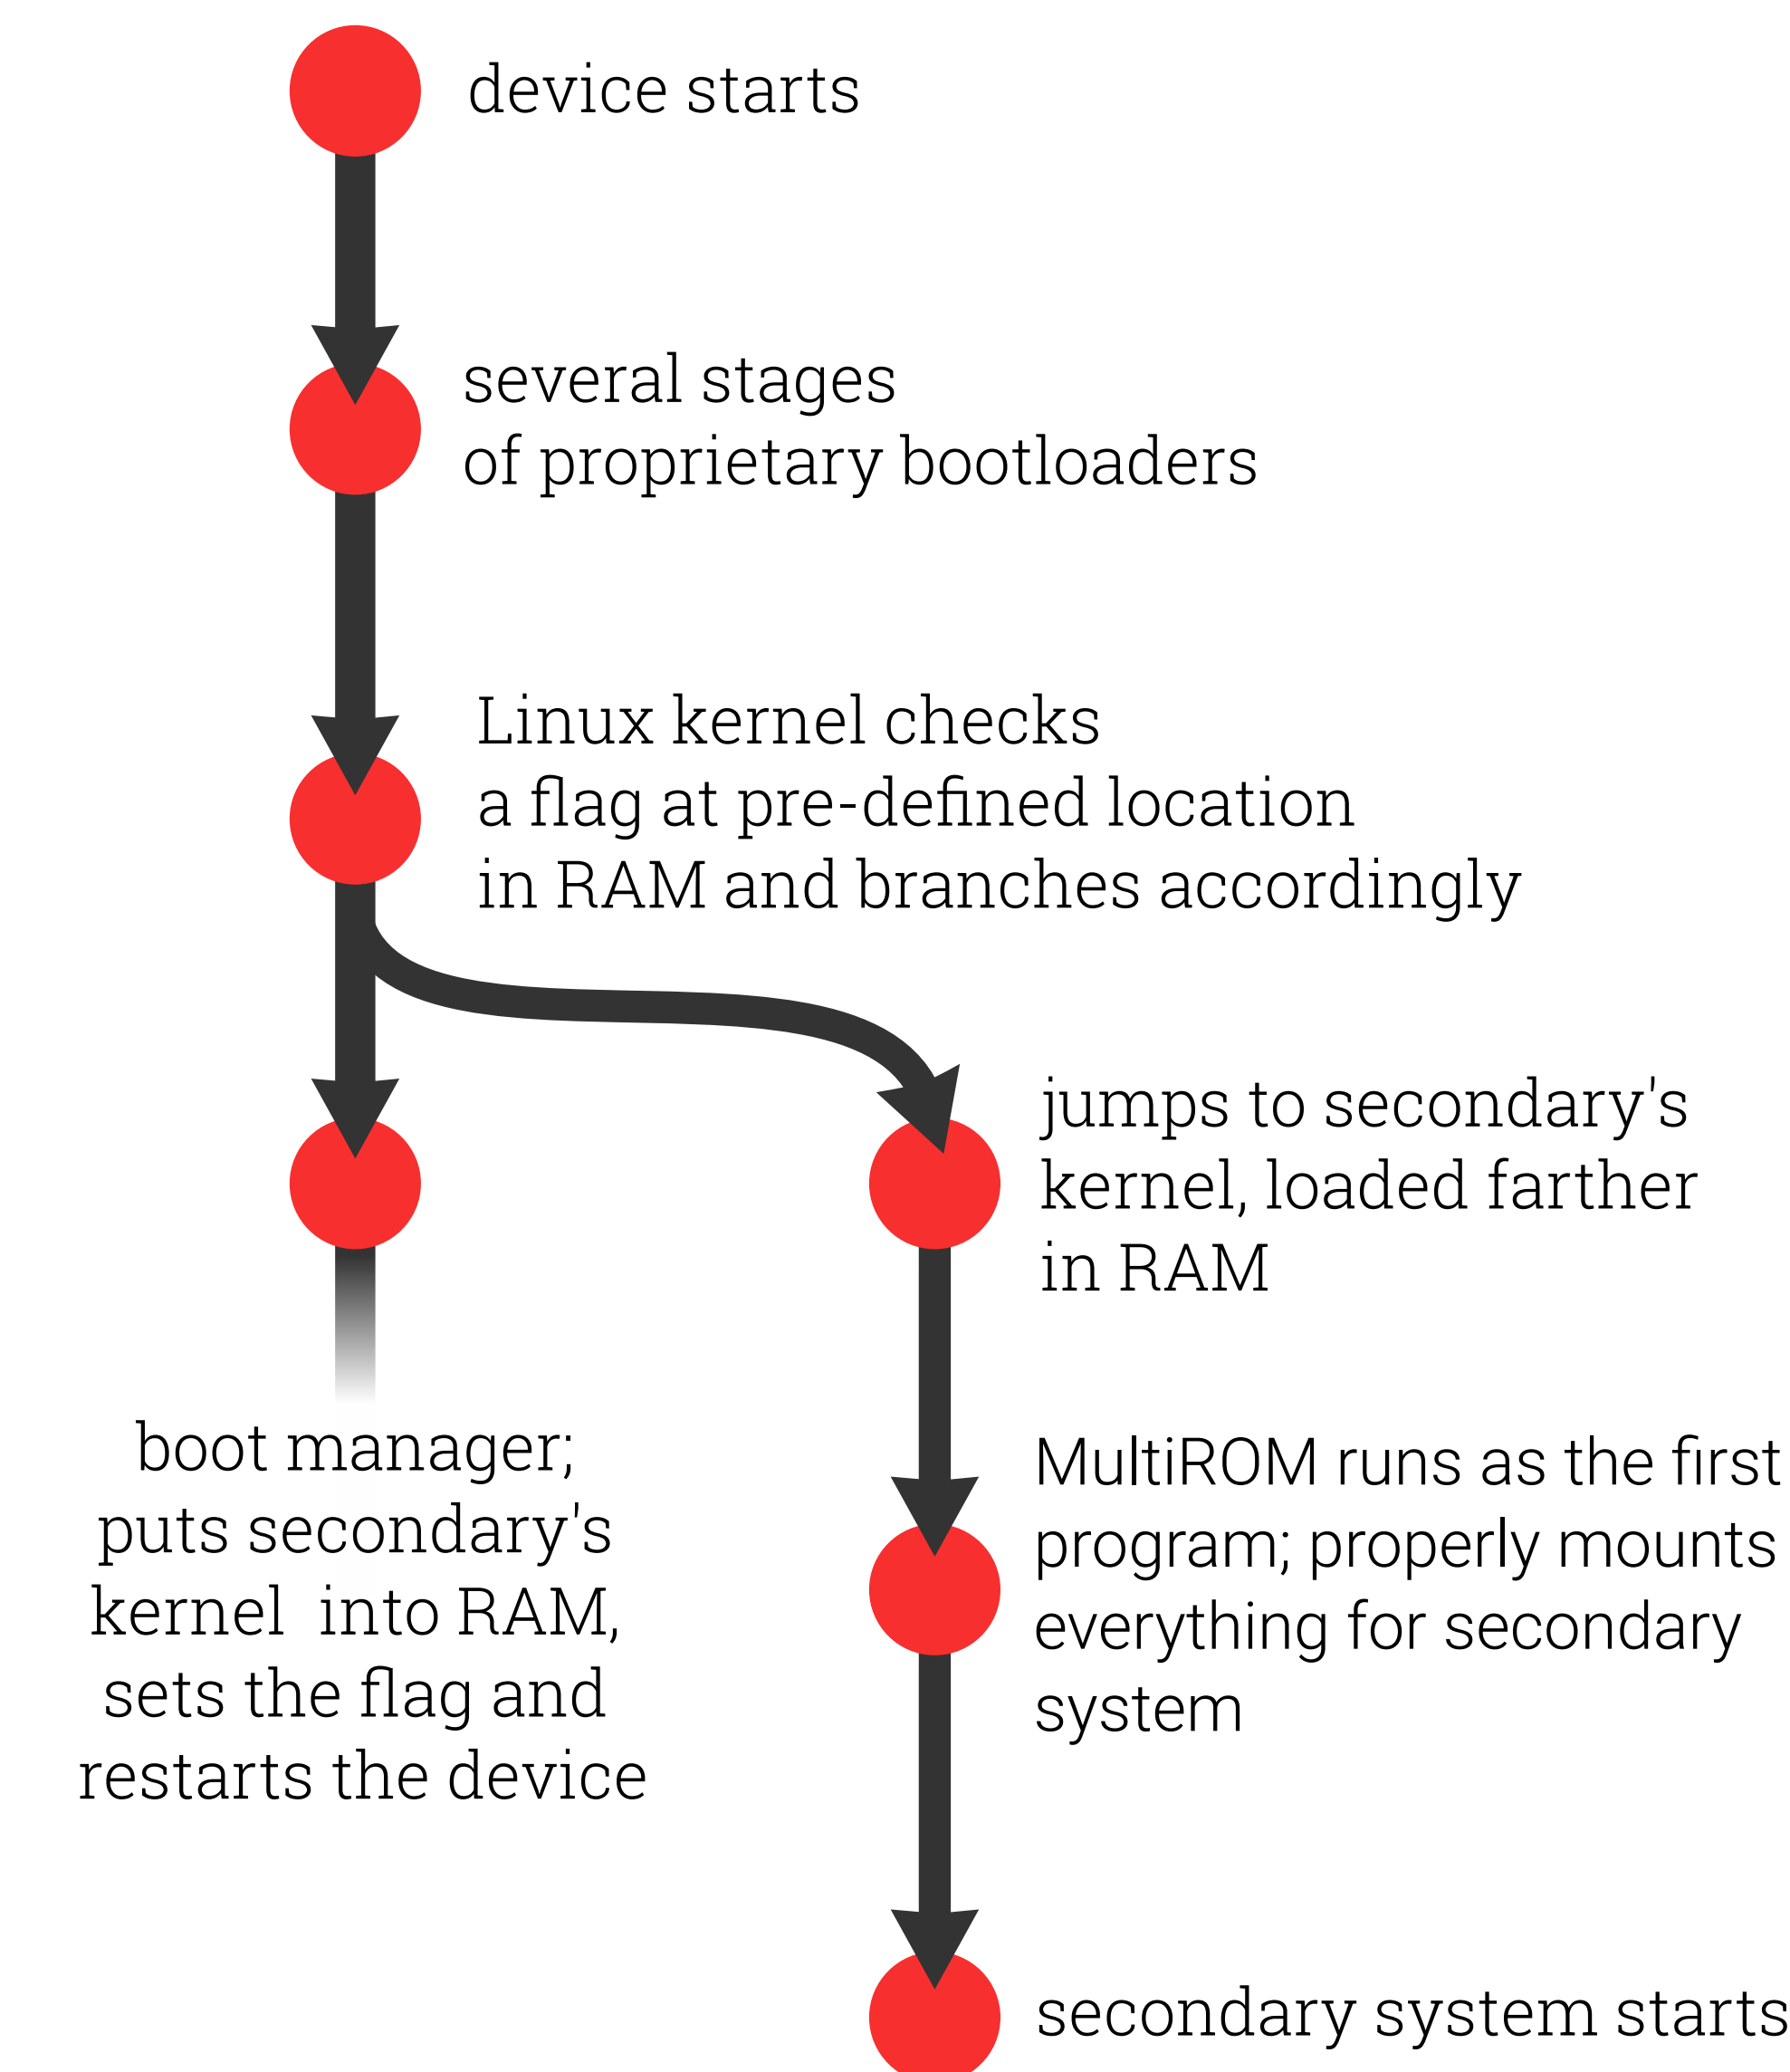 device starts
several stages
of proprietary bootloaders
Linux kernel checks
a flag at pre-defined location
in RAM and branches accordingly
jumps to secondary's
kernel, loaded farther
in RAM
boot manager;
puts secondary's
kernel  into RAM,
sets the flag and
restarts the device
MultiROM runs as the first
program; properly mounts
everything for secondary
system
secondary system starts